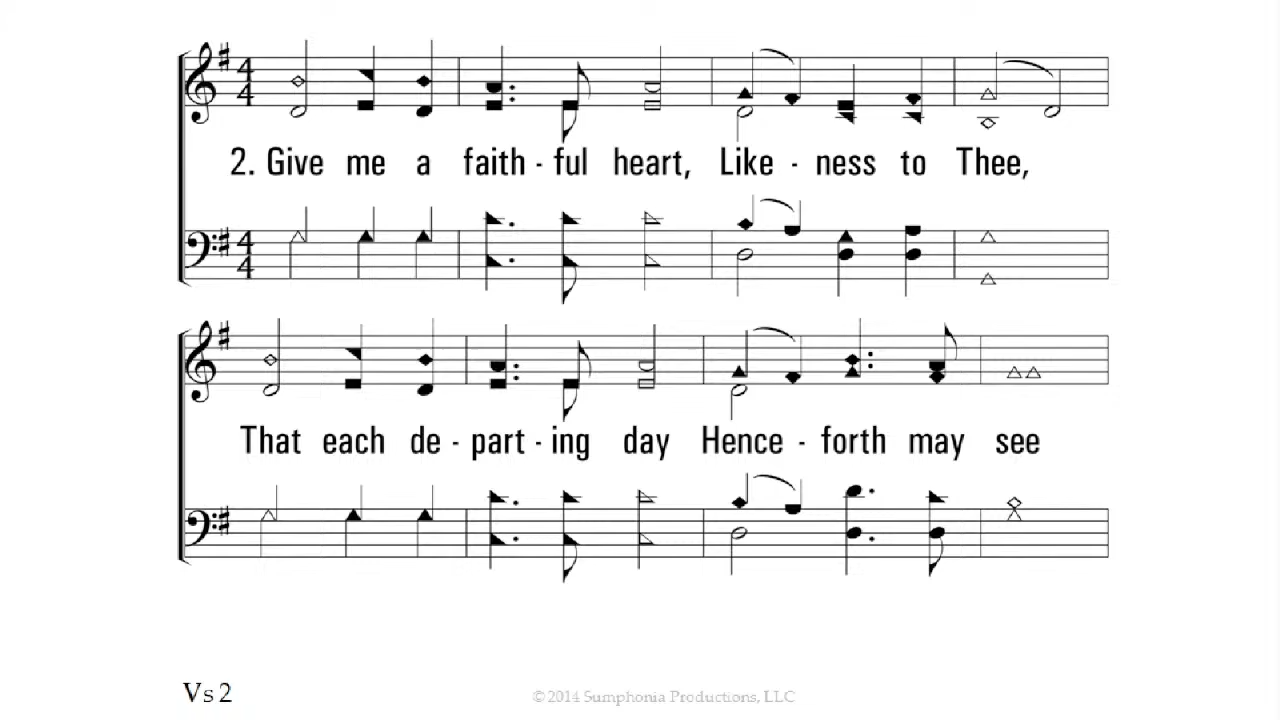 2. Give me a faith - ful heart, Like - ness to Thee,
That each de - part - ing day Hence - forth may see
Vs 2
©2014 Sumphonia Productions, LLC